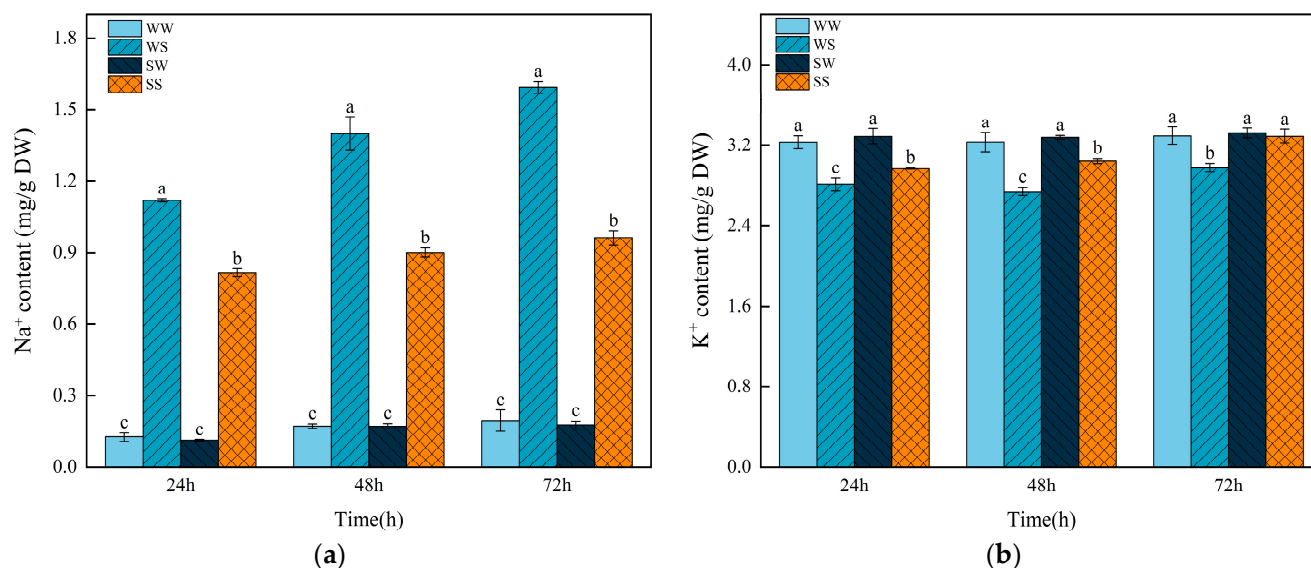 Na⁺ content (mg/g DW)
1.8
1.5
1.2
0.9
0.6
0.3
0.0
WW
WS
SW
SS
c a c b
c a c b
c a c b
24h 48h 72h
Time(h)
(a)
K⁺ content (mg/g DW)
4.0
3.2
2.4
1.6
0.8
0.0
WW
WS
SW
SS
a c a b
a c a b
a b a a
24h 48h 72h
Time(h)
(b)